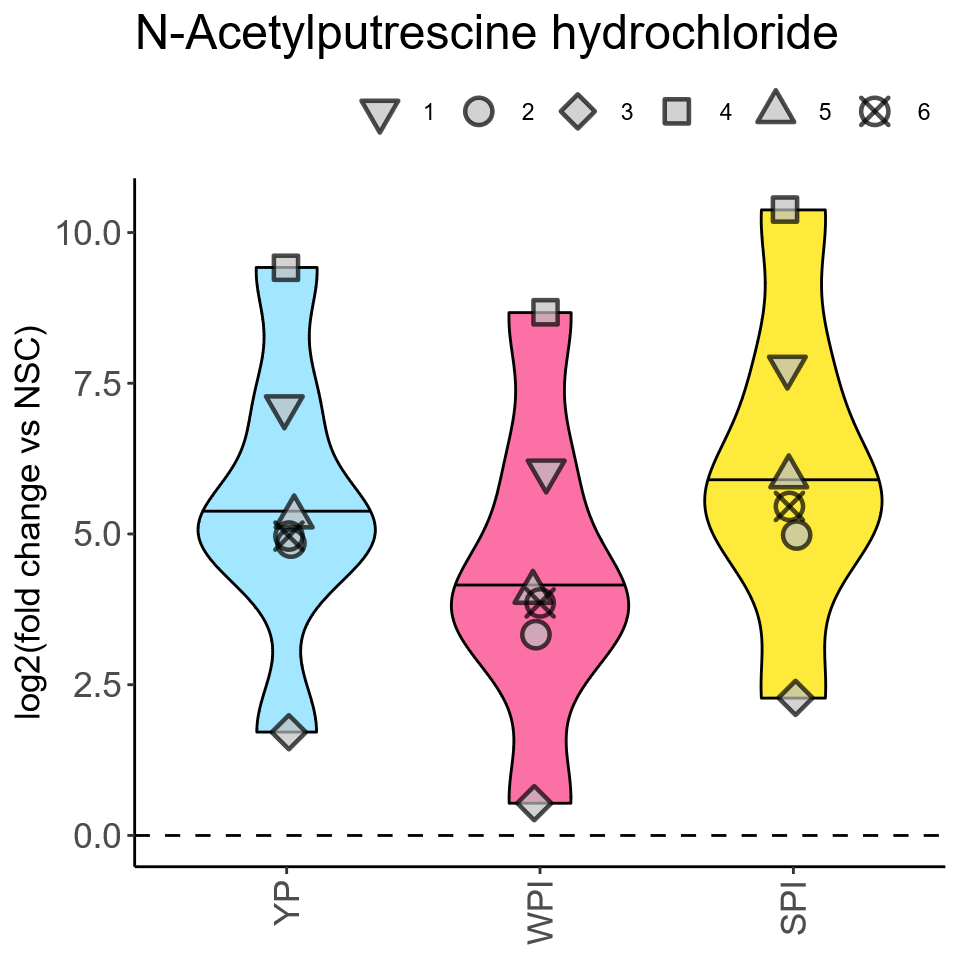 N-Acetylputrescine hydrochloride
1 2 3 4 5 6
log2(fold change vs NSC)
10.0
7.5
5.0
2.5
0.0
YP
WPI
SPI